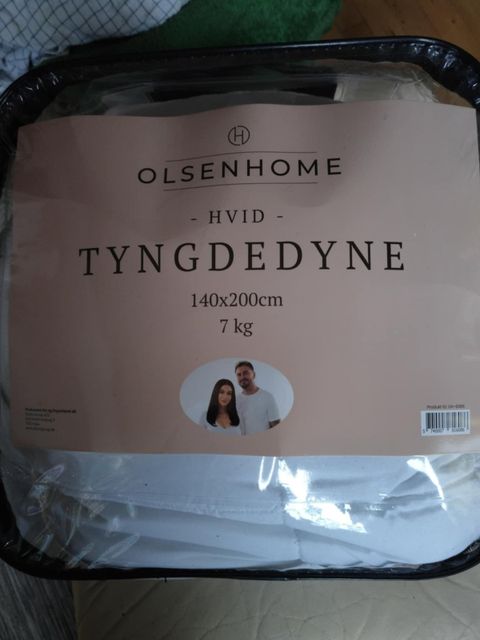 OLSENHOME
- HVID -
TYNGDEDYNE
140x200cm
7 kg